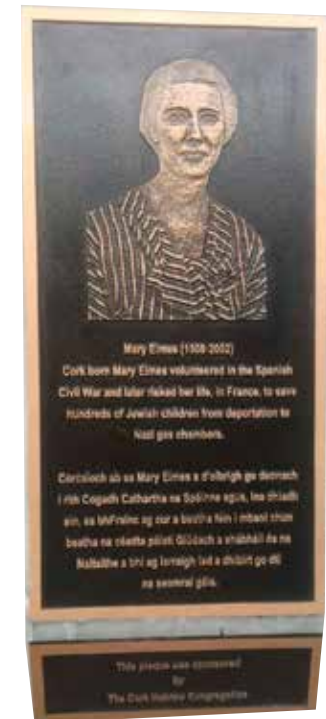 Mary Elmes (1908-2002)
Cork born Mary Elmes volunteered in the Spanish
Civil War and later risked her life, in France, to save
hundreds of Jewish children from deportation to
Nazi gas chambers.
Corcaíoch ab ea Mary Elmes a d'oibrigh go deonach
i rith Cogadh Cathartha na Spáinne agus, ina dhiaidh
sin, sa bhFrainc ag cur a beatha féin i mbaol chun
beatha na céadta páistí Giúdach a shábháil ós na
Naitsithe a bhí ag iarraigh iad a dhíbirt go dtí
na seomraí gáis.
This plaque was sponsored
by
The Cork Hebrew Congregation